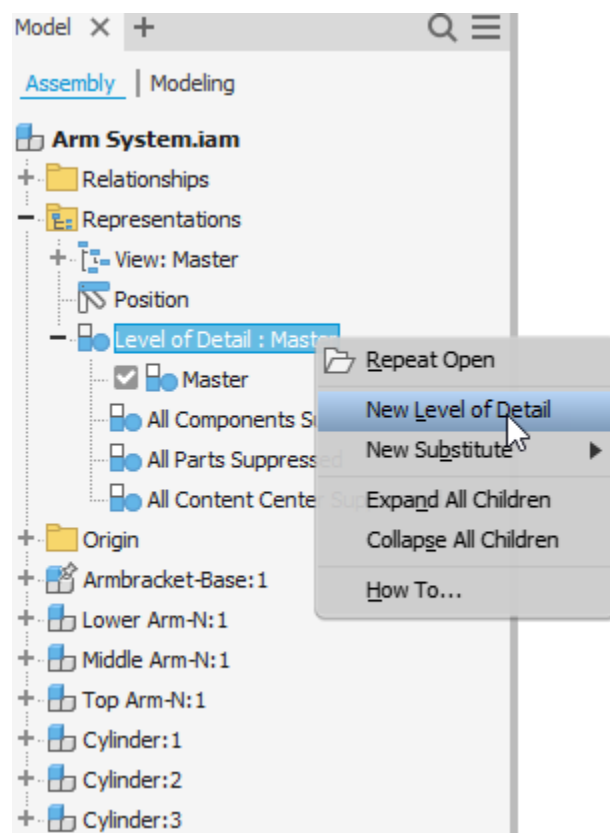 Model
Assembly | Modeling
Arm System.iam
Relationships
Representations
View: Master
Position
Level of Detail : Master
Repeat Open
Master
New Level of Detail
All Components S
New Substitute
All Parts Suppressed
All Content Center
Expand All Children
Origin
Collapse All Children
Armbracket-Base:1
How To...
Lower Arm-N:1
Middle Arm-N:1
Top Arm-N:1
Cylinder:1
Cylinder:2
Cylinder:3